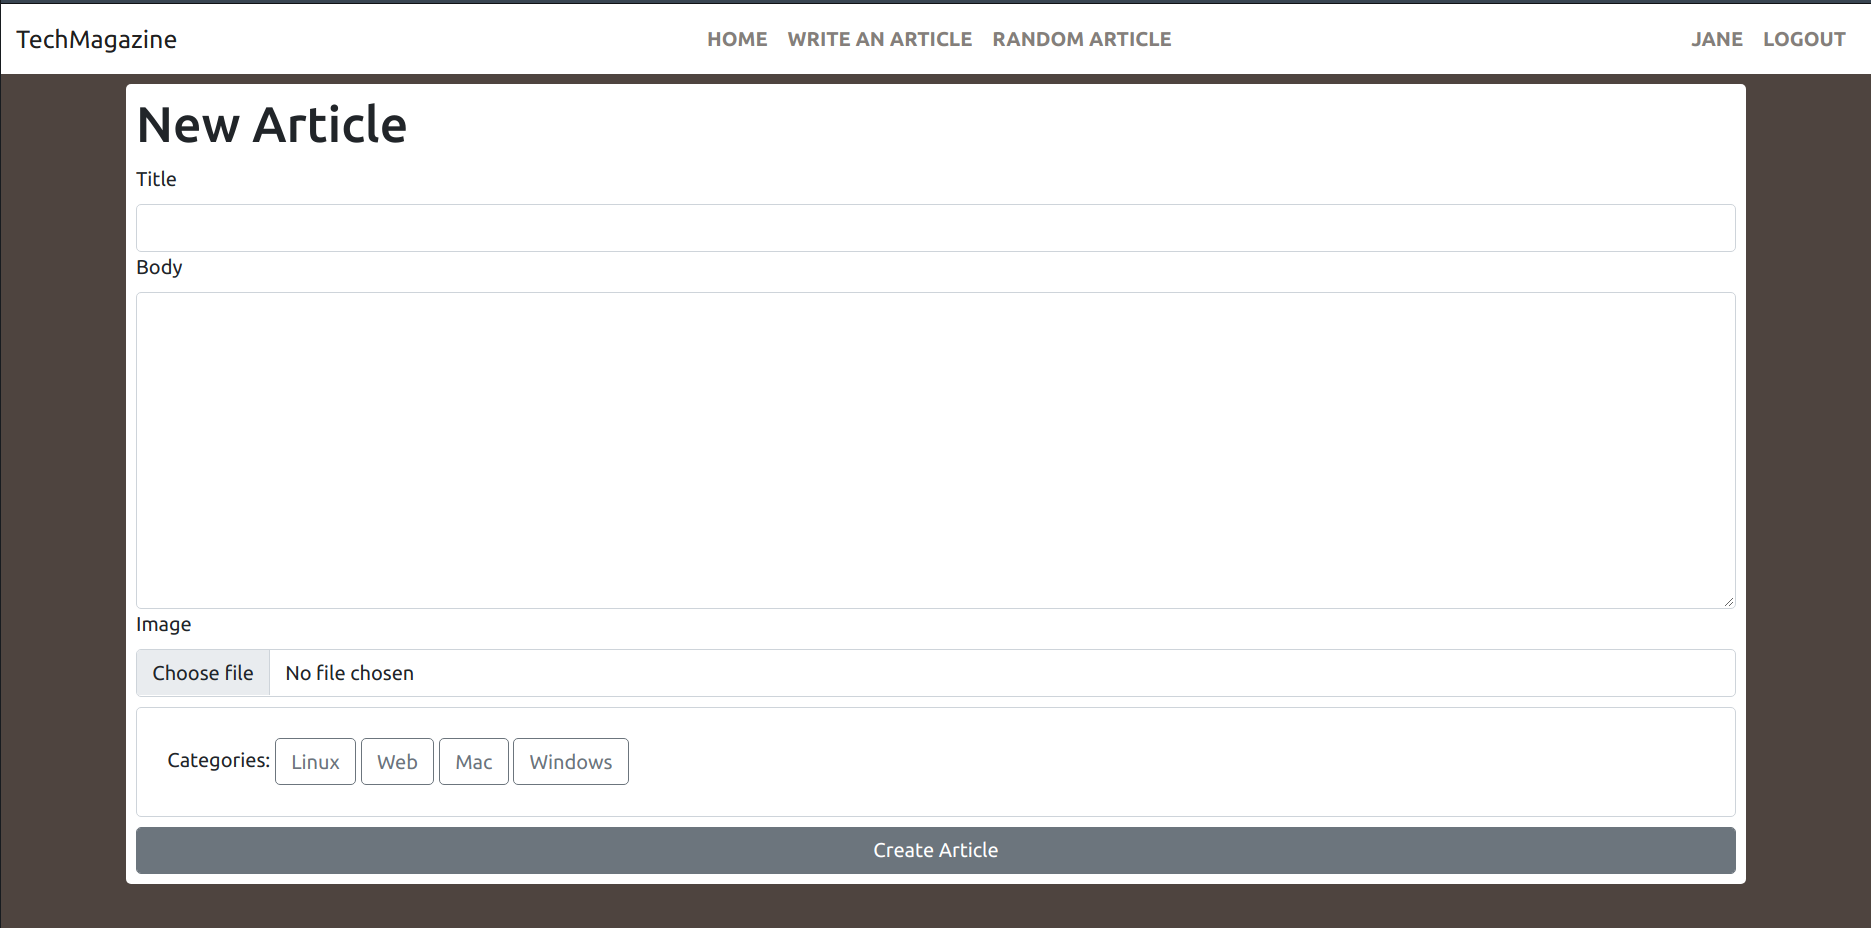 TechMagazine HOME WRITE AN ARTICLE RANDOM ARTICLE JANE LOGOUT
New Article
Title
Body
Image
Choose file No file chosen
Categories: Linux Web Mac Windows
Create Article